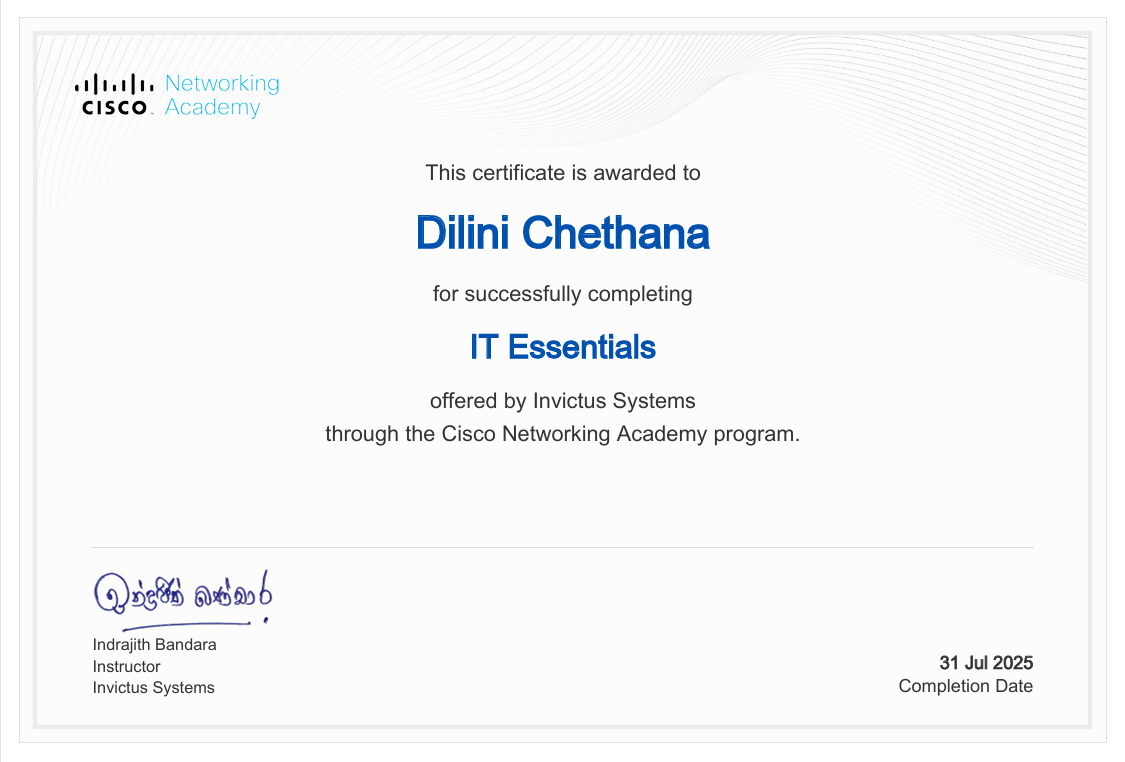 CISCO Networking
Academy
This certificate is awarded to
Dilini Chethana
for successfully completing
IT Essentials
offered by Invictus Systems
through the Cisco Networking Academy program.
ඉන්ද්‍රජිත් බණ්ඩාර
Indrajith Bandara
Instructor
Invictus Systems
31 Jul 2025
Completion Date